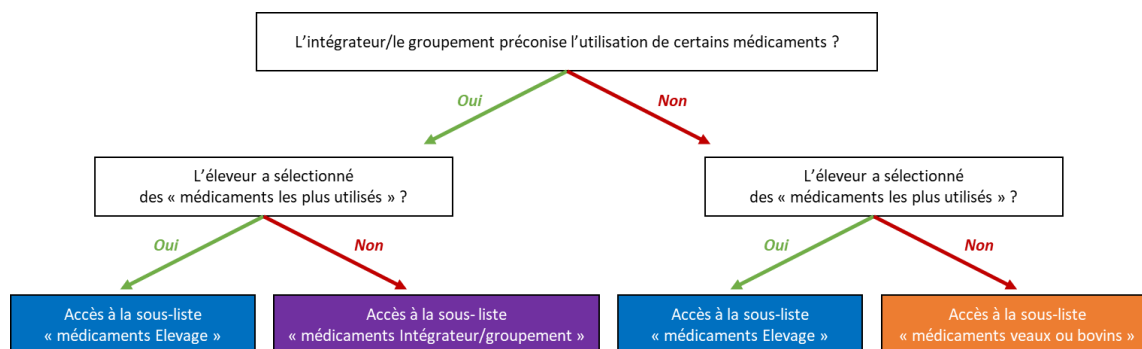 L'intégrateur/le groupement préconise l'utilisation de certains médicaments ?
Oui
Non
L'éleveur a sélectionné
des « médicaments les plus utilisés » ?
L'éleveur a sélectionné
des « médicaments les plus utilisés » ?
Oui
Non
Oui
Non
Accès à la sous-liste
« médicaments Elevage »
Accès à la sous- liste
« médicaments Intégrateur/groupement »
Accès à la sous-liste
« médicaments Elevage »
Accès à la sous-liste
« médicaments veaux ou bovins »